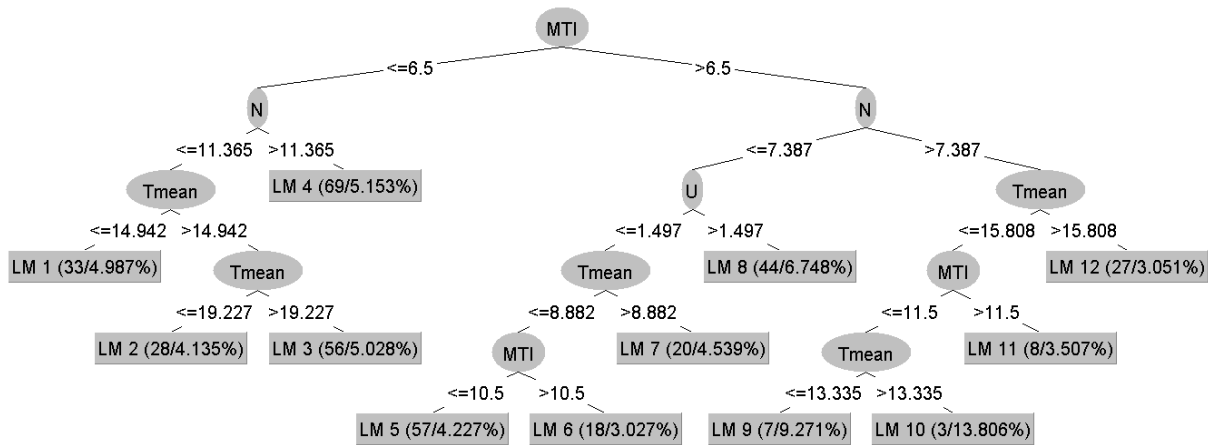 MTI
<=6.5 >6.5
N N
<=11.365 >11.365 <=7.387 >7.387
Tmean LM 4 (69/5.153%) U Tmean
<=14.942 >14.942 <=1.497 >1.497 <=15.808 >15.808
LM 1 (33/4.987%) Tmean Tmean LM 8 (44/6.748%) MTI LM 12 (27/3.051%)
<=19.227 >19.227 <=8.882 >8.882 <=11.5 >11.5
LM 2 (28/4.135%) LM 3 (56/5.028%) MTI LM 7 (20/4.539%) Tmean LM 11 (8/3.507%)
<=10.5 >10.5 <=13.335 >13.335
LM 5 (57/4.227%) LM 6 (18/3.027%) LM 9 (7/9.271%) LM 10 (3/13.806%)